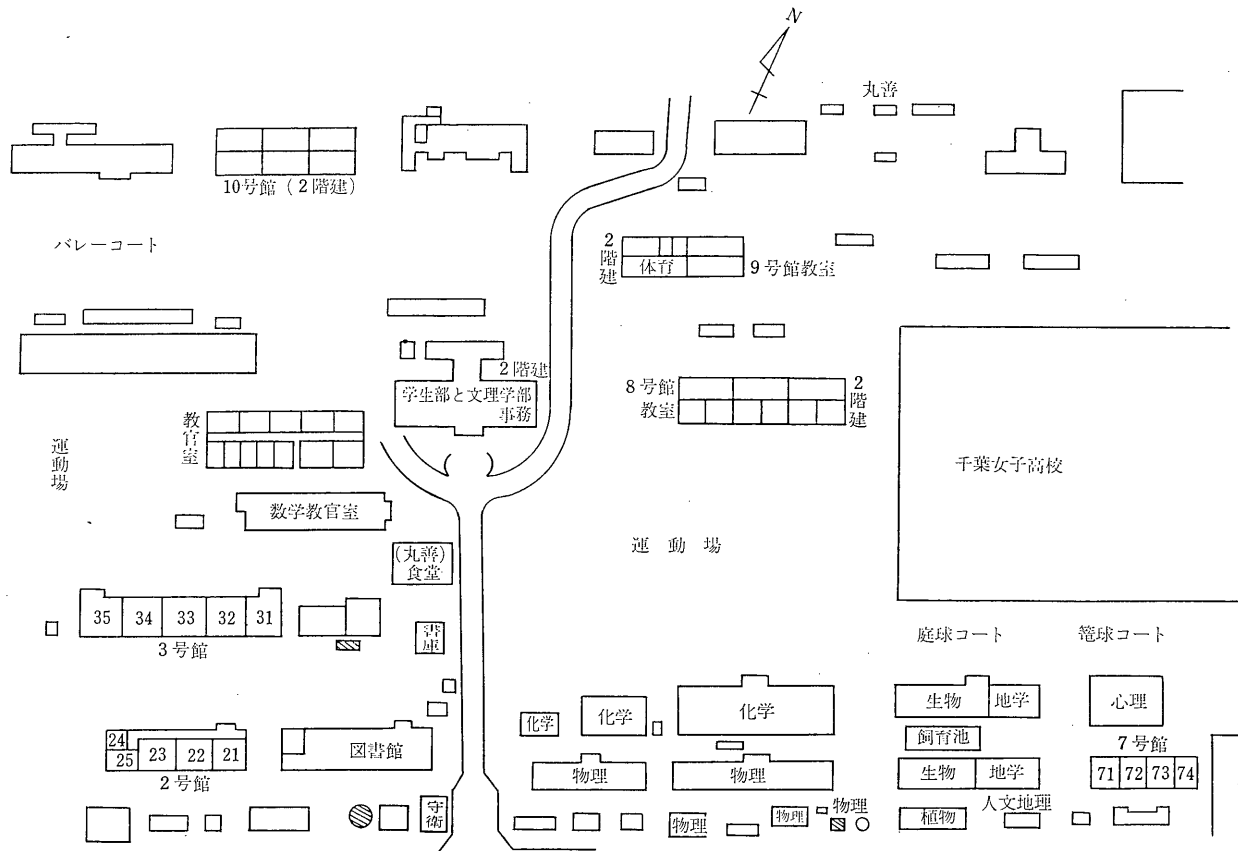 N
丸善
10号館(2階建)
バレーコート
2階建
体育
9号館教室
2階建
学生部と文理学部
事務
8号館
教室
2階建
教官室
運動場
千葉女子高校
数学教官室
運動場
(丸善)
食堂
35 34 33 32 31
3号館
書庫
庭球コート
篭球コート
生物 地学
心理
化学
化学
化学
飼育池
7号館
24
25 23 22 21
2号館
図書館
物理
物理
生物 地学
71 72 73 74
人文地理
守衛
物理
物理
物理
植物